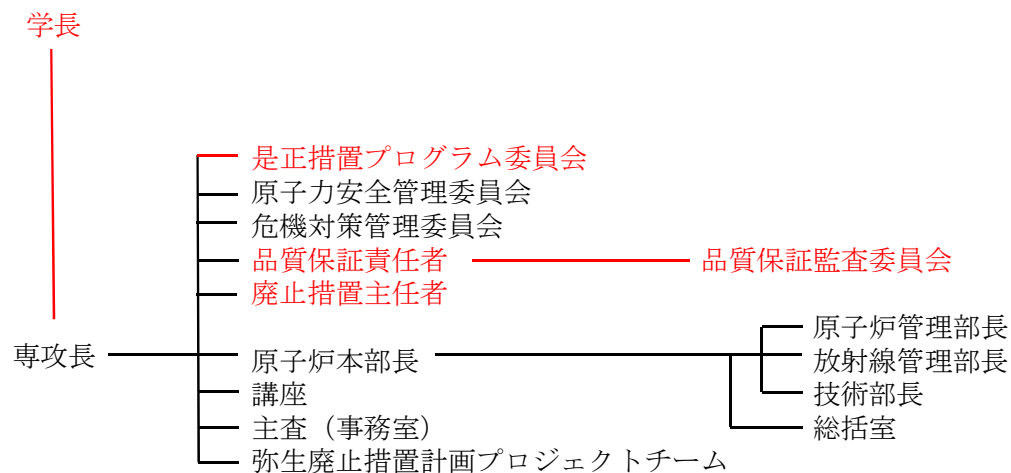 学長
是正措置プログラム委員会
原子力安全管理委員会
危機対策管理委員会
品質保証責任者 品質保証監査委員会
廃止措置主任者
原子炉管理部長
専攻長 原子炉本部長 放射線管理部長
講座 技術部長
主査（事務室） 総括室
弥生廃止措置計画プロジェクトチーム